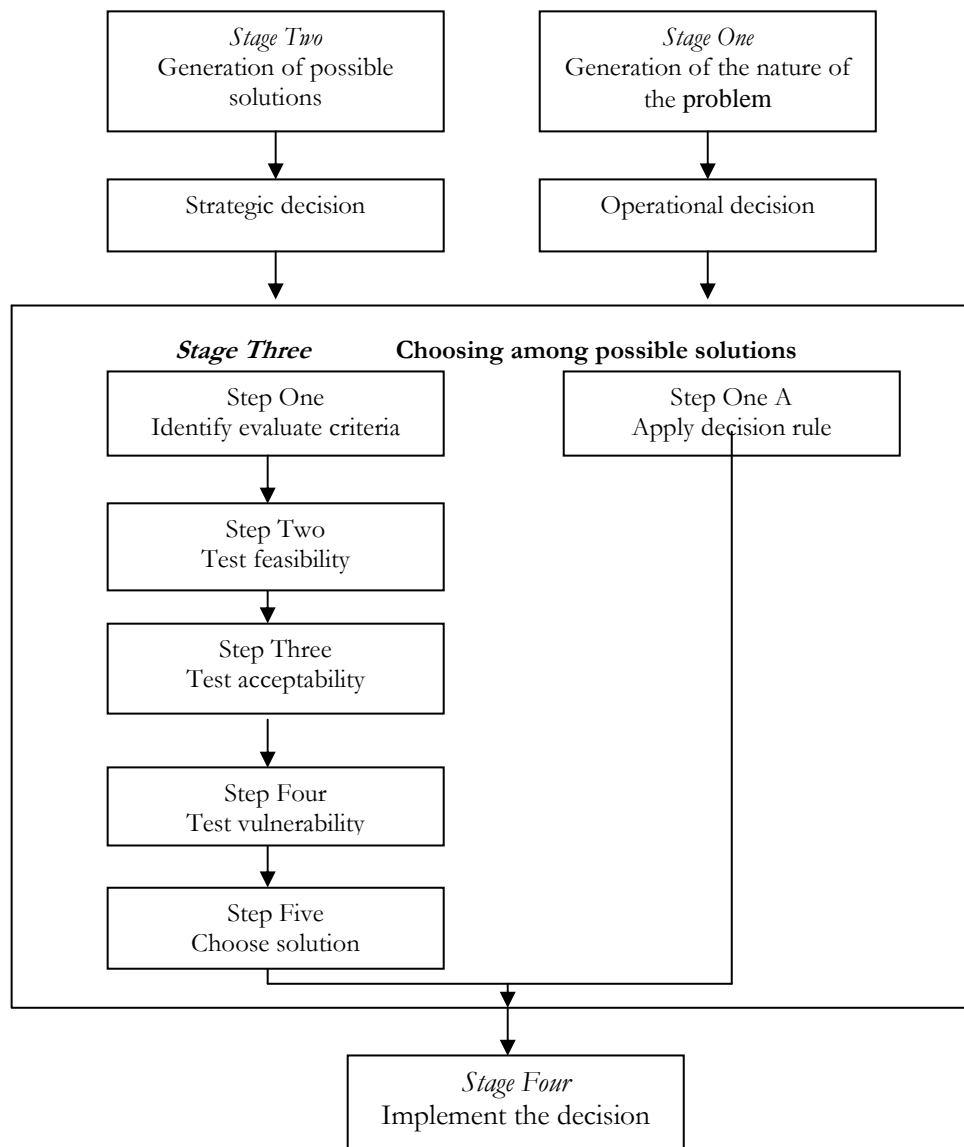 Stage Two
Generation of possible
solutions
Stage One
Generation of the nature of
the problem
Strategic decision
Operational decision
Stage Three Choosing among possible solutions
Step One
Identify evaluate criteria
Step One A
Apply decision rule
Step Two
Test feasibility
Step Three
Test acceptability
Step Four
Test vulnerability
Step Five
Choose solution
Stage Four
Implement the decision